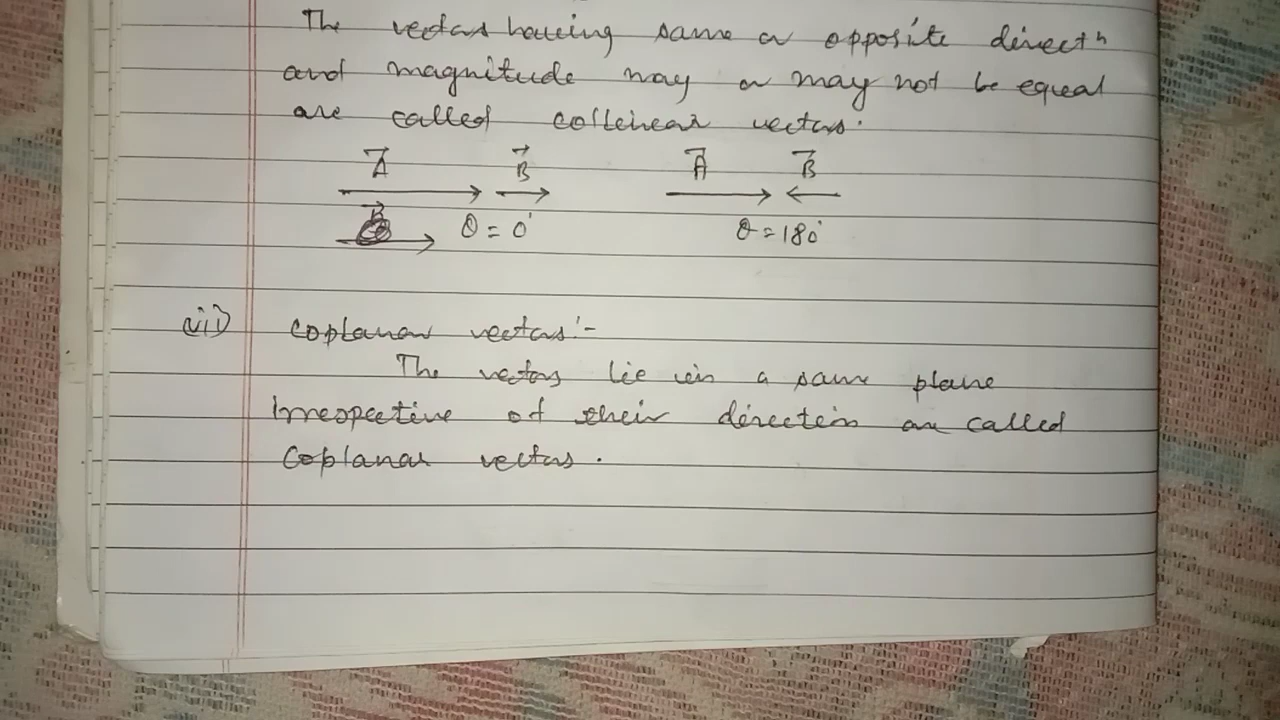 The vectors having same or opposite directn
and magnitude may or may not be equal
are called collinear vectors.
A B A B
B θ = 0° θ = 180°
vii) coplanar vectors:-
The vectors lie in a same plane
Irrespective of their direction are called
Coplanar vectors.